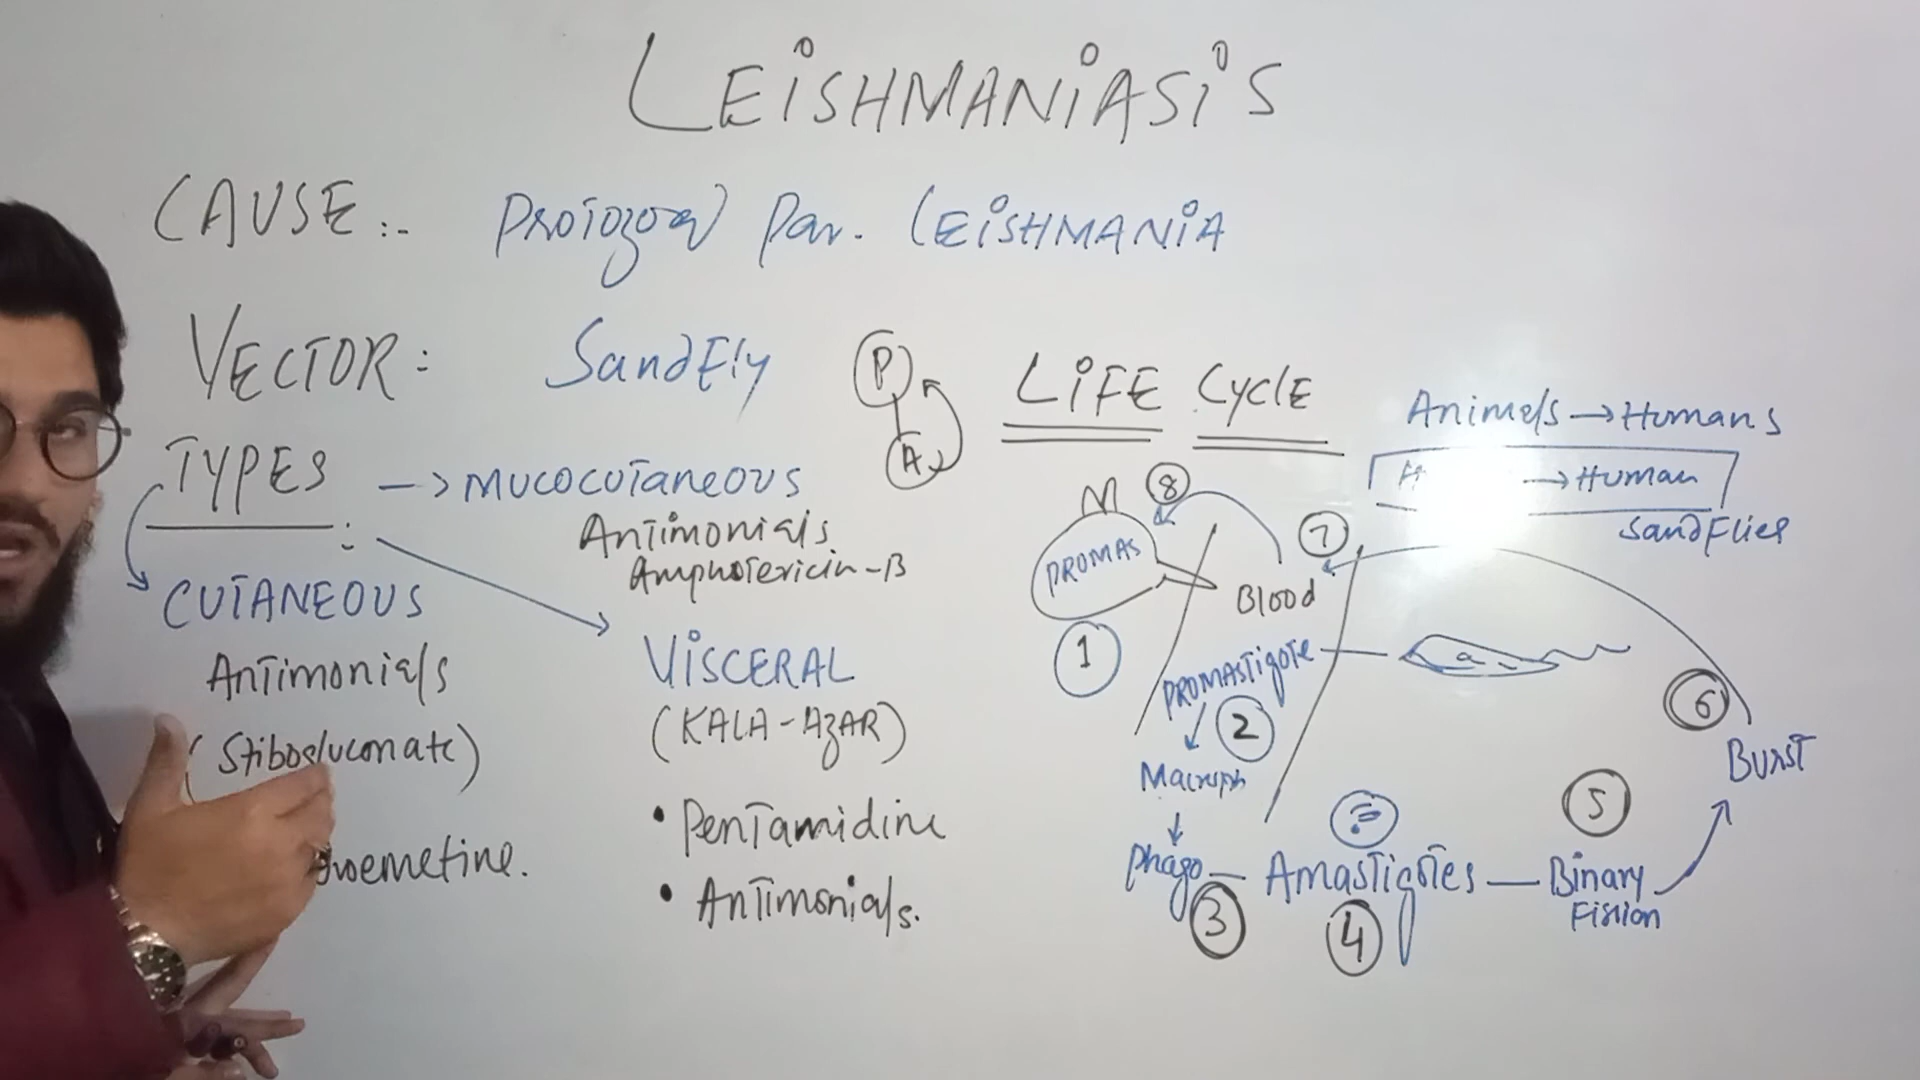 LEiSHMANiASiS
CAUSE:-
Protozoal Par. LEiSHMANiA
VECTOR:
SandFly
P
A
LiFE Cycle
Animals → Humans
→ Human
SandFlies
TYPES :
→ MUCOCUTaneous
Antimonials
Amphotericin-B
CUTANEOUS
Antimonials
(Stibogluconate)
VISCERAL
(KALA-AzAR)
• Pentamidine
• Antimonials.
8
PROMAS
1
Blood
7
PROMASTigote
2
Macroph
Phago
3
Amastigotes
4
Binary
Fission
5
6
BURST